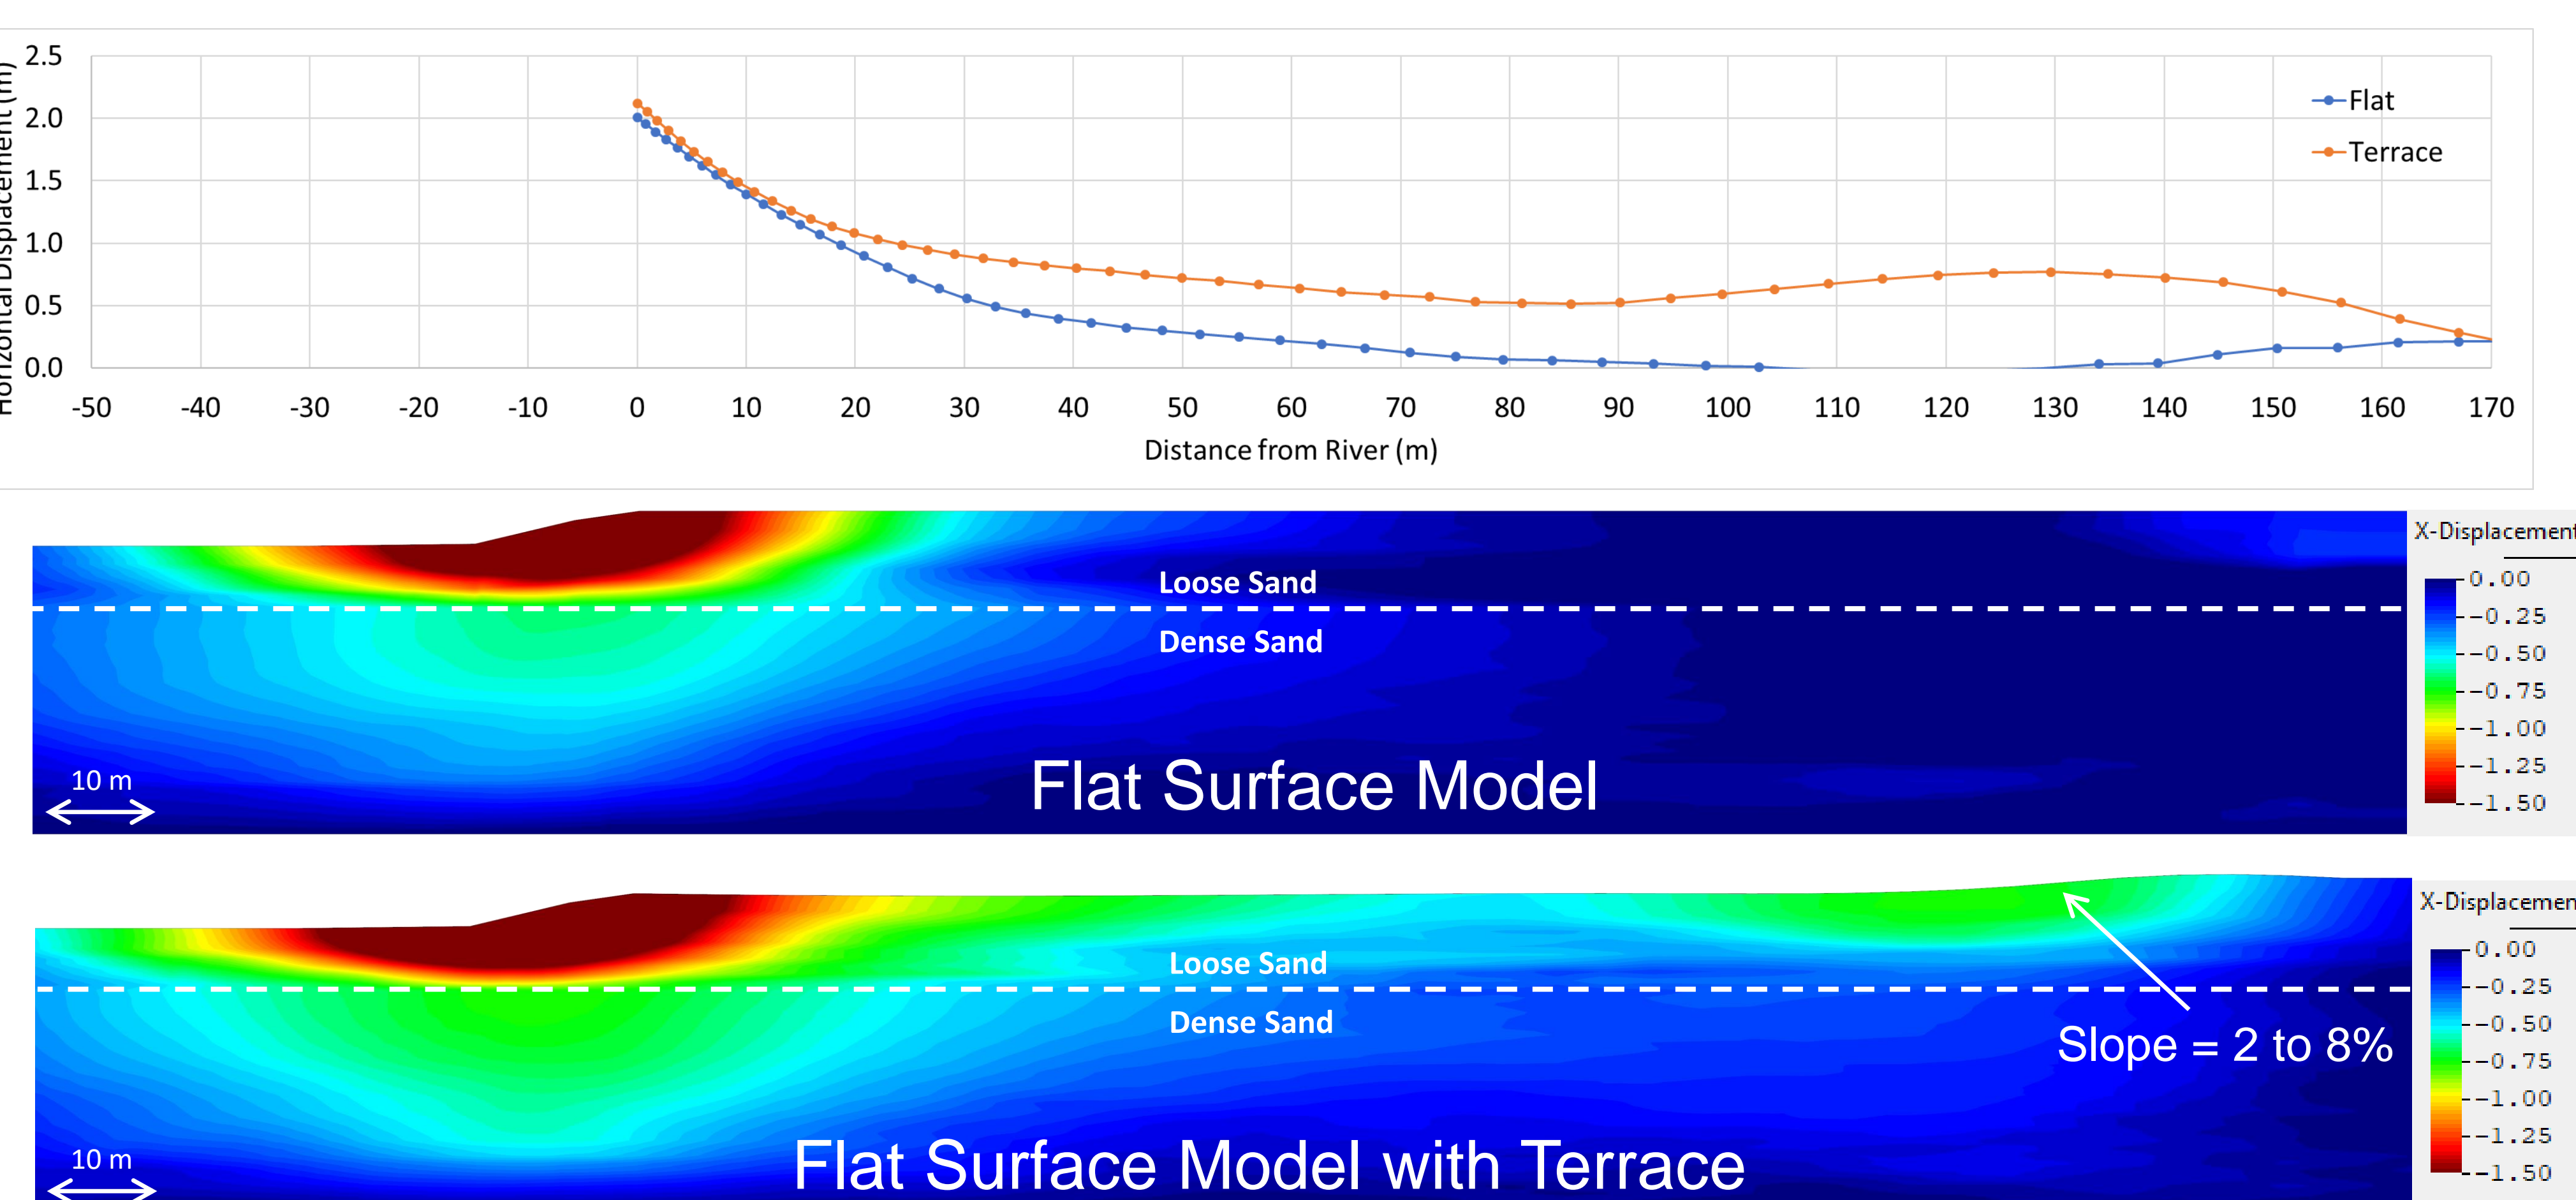 Horizontal Displacement (m)
2.5
2.0
1.5
1.0
0.5
0.0
Flat
Terrace
-50 -40 -30 -20 -10 0 10 20 30 40 50 60 70 80 90 100 110 120 130 140 150 160 170
Distance from River (m)
X-Displacement
0.00
-0.25
-0.50
-0.75
-1.00
-1.25
-1.50
Loose Sand
Dense Sand
10 m
Flat Surface Model
X-Displacemen
0.00
-0.25
-0.50
-0.75
-1.00
-1.25
-1.50
Loose Sand
Dense Sand
Slope = 2 to 8%
10 m
Flat Surface Model with Terrace